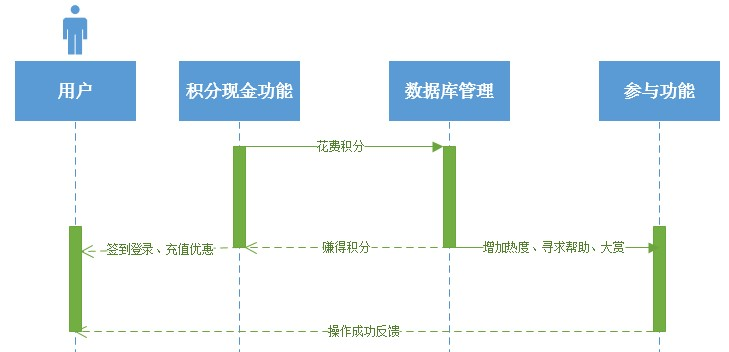 用户
积分现金功能
数据库管理
参与功能
花费积分
签到登录、充值优惠
赚得积分
增加热度、寻求帮助、大赏
操作成功反馈